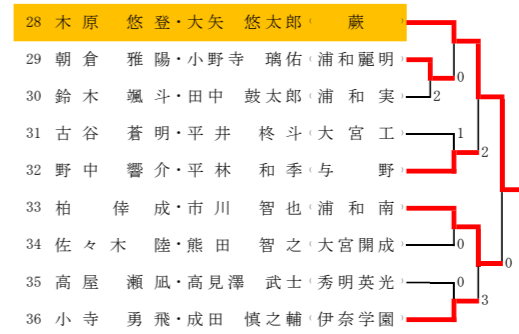 28 木原 悠登・大矢 悠太郎（ 蕨 ）
29 朝倉 雅陽・小野寺 璃佑（浦和麗明）
0
30 鈴木 颯斗・田中 鼓太郎（浦和実）
2
31 古谷 蒼明・平井 柊斗（大宮工）
1
2
32 野中 響介・平林 和季（与野）
33 柏 倖成・市川 智也（浦和南）
34 佐々木 陸・熊田 智之（大宮開成）
0
0
35 高屋 瀬凪・高見澤 武士（秀明英光）
0
3
36 小寺 勇飛・成田 慎之輔（伊奈学園）
0